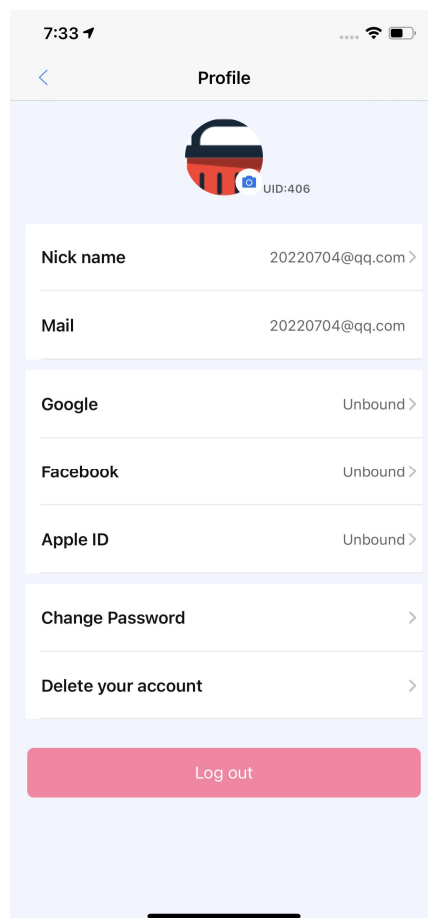 7:33
Profile
UID:406
Nick name 20220704@qq.com
Mail 20220704@qq.com
Google Unbound
Facebook Unbound
Apple ID Unbound
Change Password
Delete your account
Log out